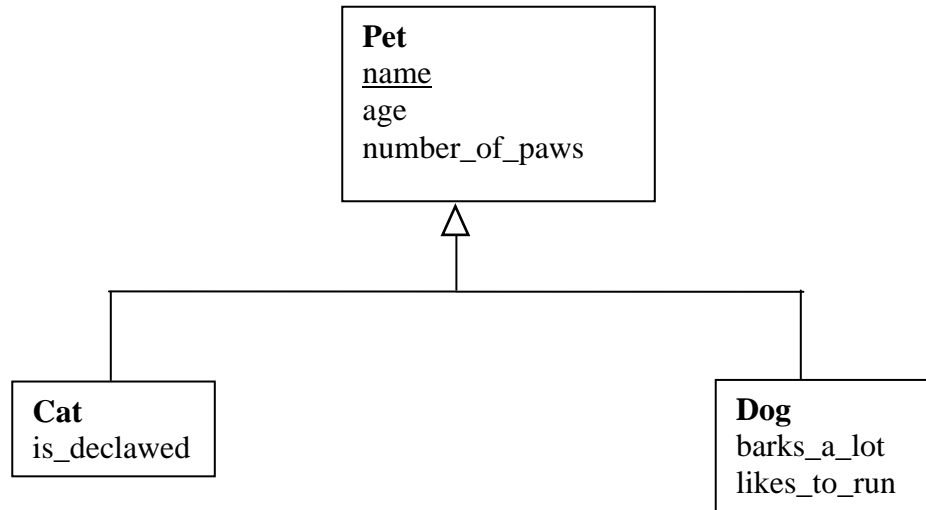 Pet
name
age
number_of_paws
Cat
is_declawed
Dog
barks_a_lot
likes_to_run